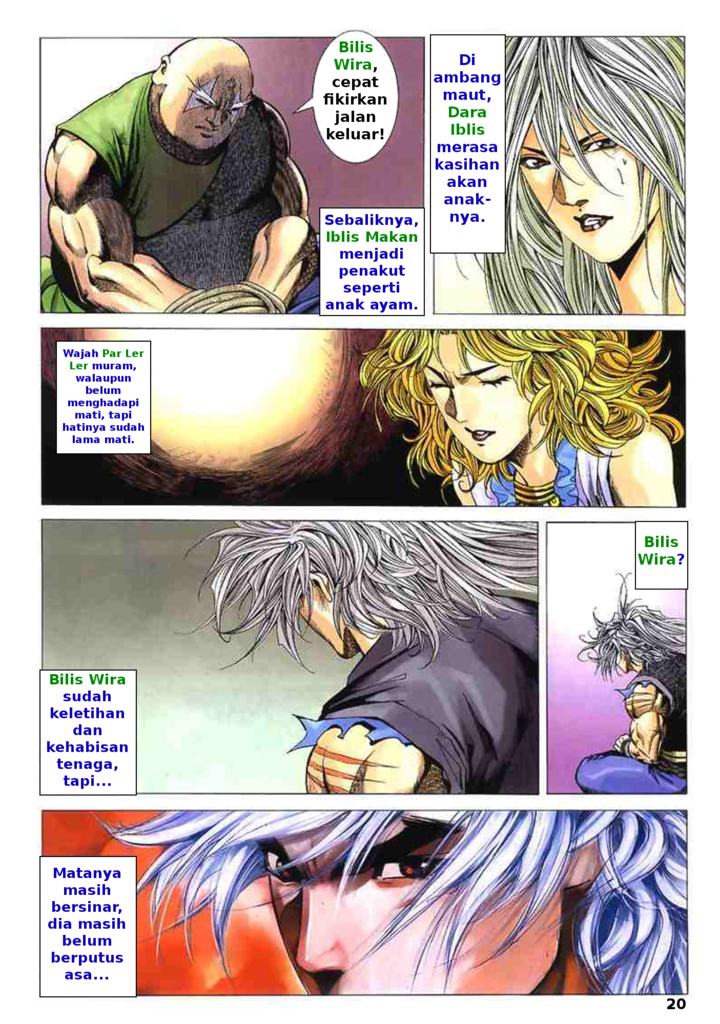 Bilis
Wira,
cepat
fikirkan
jalan
keluar!
Sebaliknya,
Iblis Makan
menjadi
penakut
seperti
anak ayam.
Di
ambang
maut,
Dara
Iblis
merasa
kasihan
akan
anak-
nya.
Wajah Par Ler
Ler muram,
walaupun
belum
menghadapi
mati, tapi
hatinya sudah
lama mati.
Bilis Wira
sudah
keletihan
dan
kehabisan
tenaga,
tapi...
Bilis
Wira?
Matanya
masih
bersinar,
dia masih
belum
berputus
asa...
20